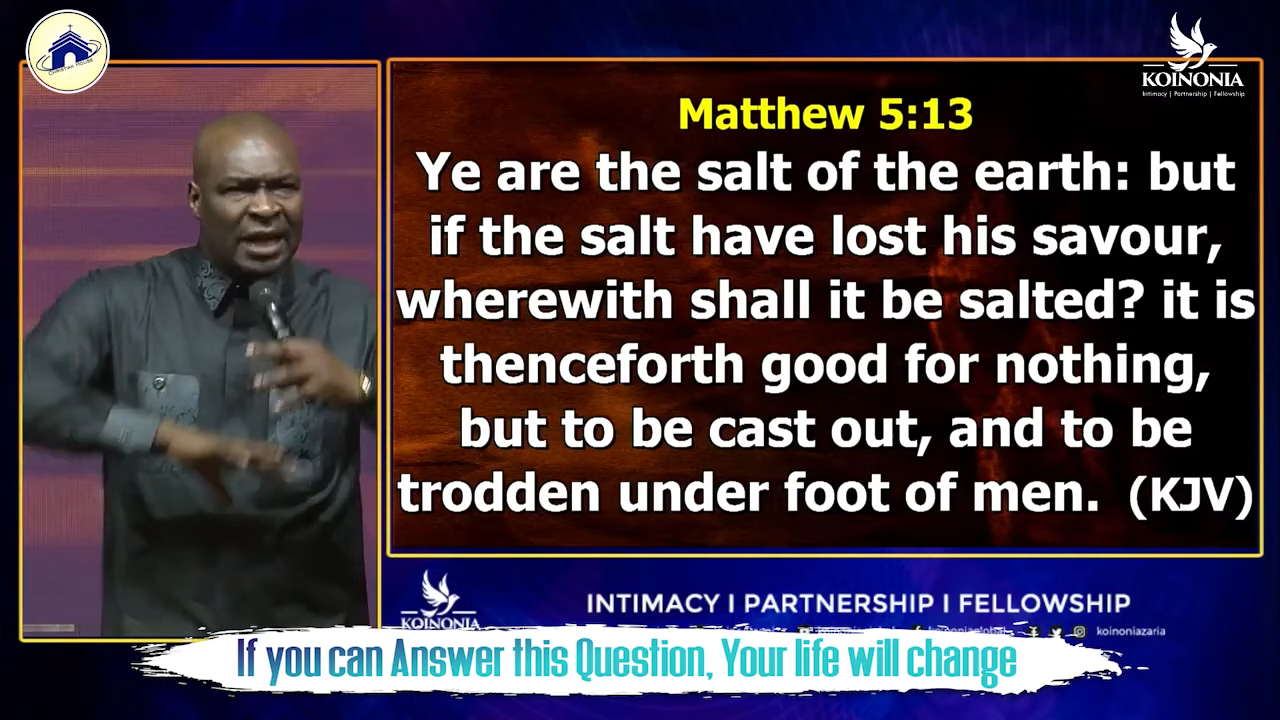 CHRISTIAN HOUSE
KOINONIA
Intimacy | Partnership | Fellowship
Matthew 5:13
Ye are the salt of the earth: but
if the salt have lost his savour,
wherewith shall it be salted? it is
thenceforth good for nothing,
but to be cast out, and to be
trodden under foot of men. (KJV)
KOINONIA
INTIMACY I PARTNERSHIP I FELLOWSHIP
koinoniazaria
If you can Answer this Question, Your life will change